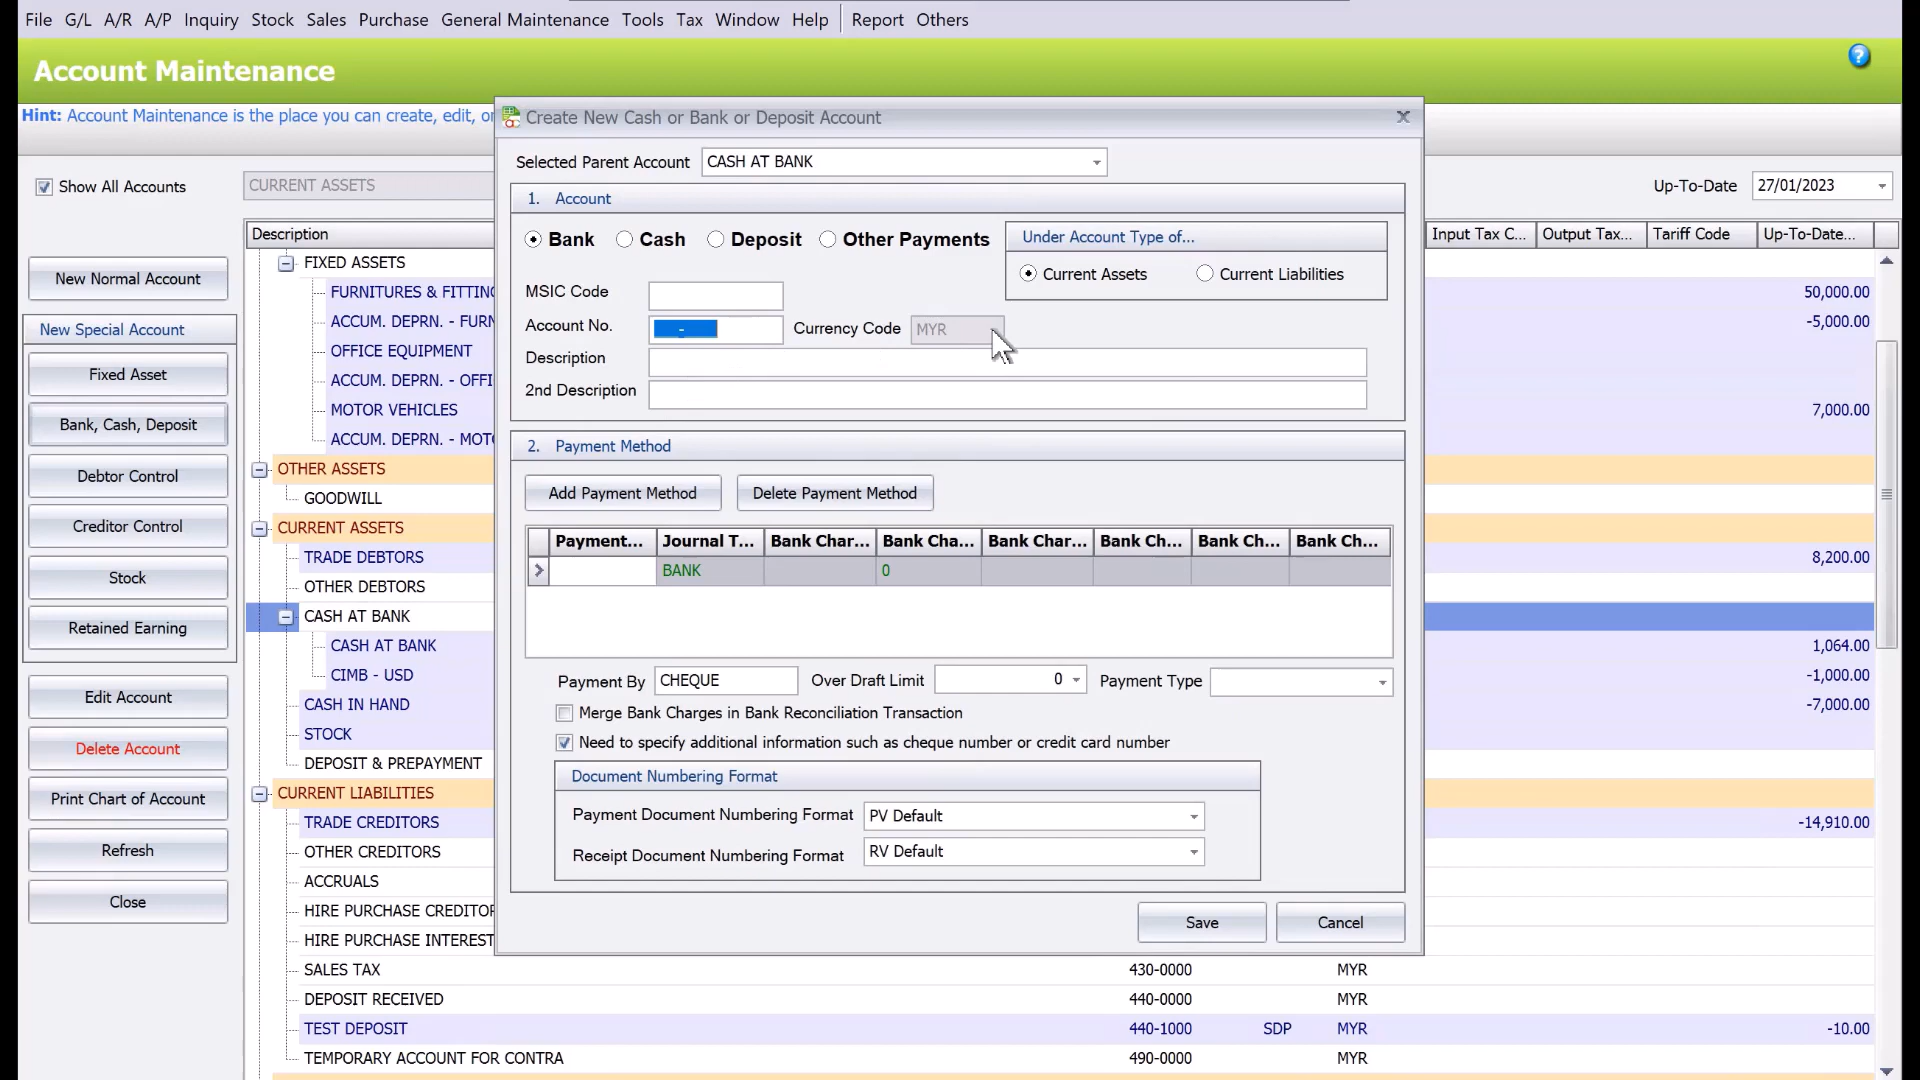 File G/L A/R A/P Inquiry Stock Sales Purchase General Maintenance Tools Tax Window Help Report Others
Account Maintenance
Hint: Account Maintenance is the place you can create, edit, or
Show All Accounts
CURRENT ASSETS
Up-To-Date 27/01/2023
New Normal Account
New Special Account
Fixed Asset
Bank, Cash, Deposit
Debtor Control
Creditor Control
Stock
Retained Earning
Edit Account
Delete Account
Print Chart of Account
Refresh
Close
Description
Input Tax C... Output Tax... Tariff Code Up-To-Date...
FIXED ASSETS
FURNITURES & FITTING 50,000.00
ACCUM. DEPRN. - FURN -5,000.00
OFFICE EQUIPMENT
ACCUM. DEPRN. - OFFI
MOTOR VEHICLES 7,000.00
ACCUM. DEPRN. - MOTO
OTHER ASSETS
GOODWILL
CURRENT ASSETS
TRADE DEBTORS 8,200.00
OTHER DEBTORS
CASH AT BANK
CASH AT BANK 1,064.00
CIMB - USD -1,000.00
CASH IN HAND -7,000.00
STOCK
DEPOSIT & PREPAYMENT
CURRENT LIABILITIES
TRADE CREDITORS -14,910.00
OTHER CREDITORS
ACCRUALS
HIRE PURCHASE CREDITOR
HIRE PURCHASE INTEREST
SALES TAX 430-0000 MYR
DEPOSIT RECEIVED 440-0000 MYR
TEST DEPOSIT 440-1000 SDP MYR -10.00
TEMPORARY ACCOUNT FOR CONTRA 490-0000 MYR
Create New Cash or Bank or Deposit Account
Selected Parent Account CASH AT BANK
1. Account
Bank Cash Deposit Other Payments
Under Account Type of...
Current Assets Current Liabilities
MSIC Code
Account No. - Currency Code MYR
Description
2nd Description
2. Payment Method
Add Payment Method Delete Payment Method
Payment... Journal T... Bank Char... Bank Cha... Bank Char... Bank Ch... Bank Ch... Bank Ch...
BANK 0
Payment By CHEQUE Over Draft Limit 0 Payment Type
Merge Bank Charges in Bank Reconciliation Transaction
Need to specify additional information such as cheque number or credit card number
Document Numbering Format
Payment Document Numbering Format PV Default
Receipt Document Numbering Format RV Default
Save Cancel